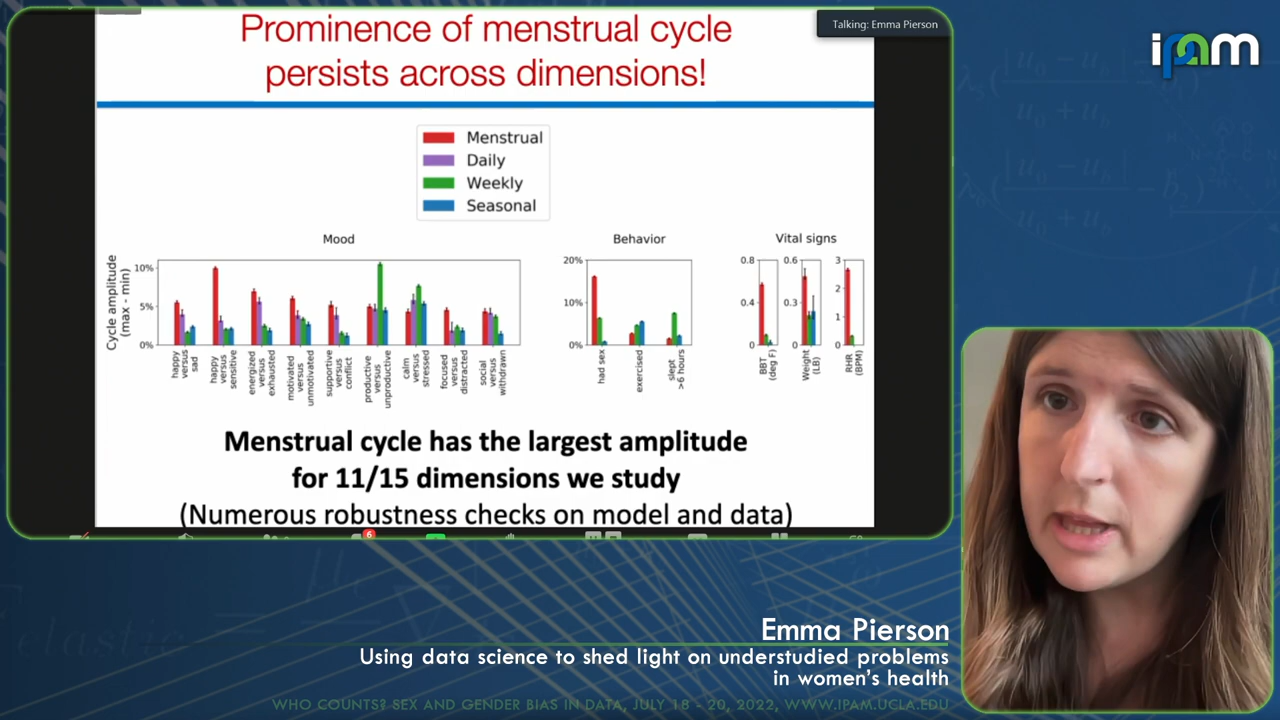 Prominence of menstrual cycle
persists across dimensions!
Talking: Emma Pierson
ipam
Menstrual
Daily
Weekly
Seasonal
Mood
Behavior
Vital signs
Cycle amplitude
(max - min)
10%
5%
0%
happy
versus
sad
happy
versus
sensitive
energized
versus
exhausted
motivated
versus
unmotivated
supportive
versus
conflict
productive
versus
unproductive
calm
versus
stressed
focused
versus
distracted
social
versus
withdrawn
20%
10%
0%
had sex
exercised
slept
>6 hours
0.8
0.4
0
BBT
(deg F)
0.6
0.3
0
Weight
(LB)
3
2
1
0
RHR
(BPM)
Menstrual cycle has the largest amplitude
for 11/15 dimensions we study
(Numerous robustness checks on model and data)
6
Emma Pierson
Using data science to shed light on understudied problems
in women's health
WHO COUNTS? SEX AND GENDER BIAS IN DATA, JULY 18 - 20, 2022, WWW.IPAM.UCLA.EDU